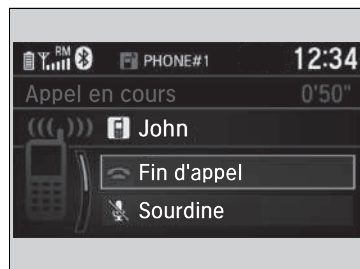 RM PHONE#1 12:34
Appel en cours 0'50"
John
Fin d'appel
Sourdine